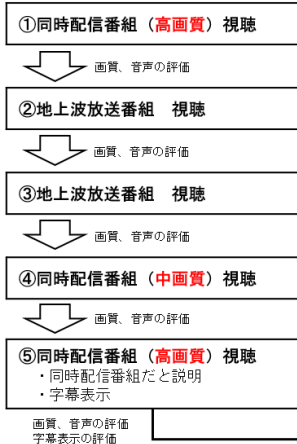 ①同時配信番組（高画質）視聴
画質、音声の評価
②地上波放送番組　視聴
画質、音声の評価
③地上波放送番組　視聴
画質、音声の評価
④同時配信番組（中画質）視聴
画質、音声の評価
⑤同時配信番組（高画質）視聴
・同時配信番組だと説明
・字幕表示
画質、音声の評価
字幕表示の評価